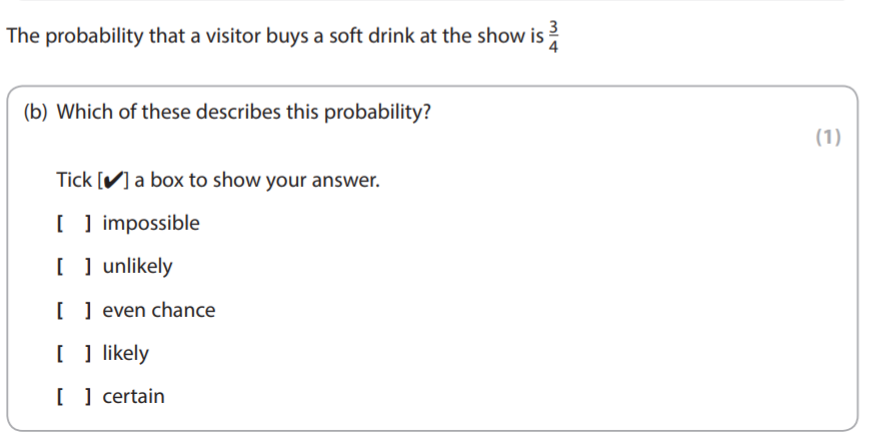 The probability that a visitor buys a soft drink at the show is 3/4
(b) Which of these describes this probability?
(1)
Tick [✔] a box to show your answer.
[ ] impossible
[ ] unlikely
[ ] even chance
[ ] likely
[ ] certain